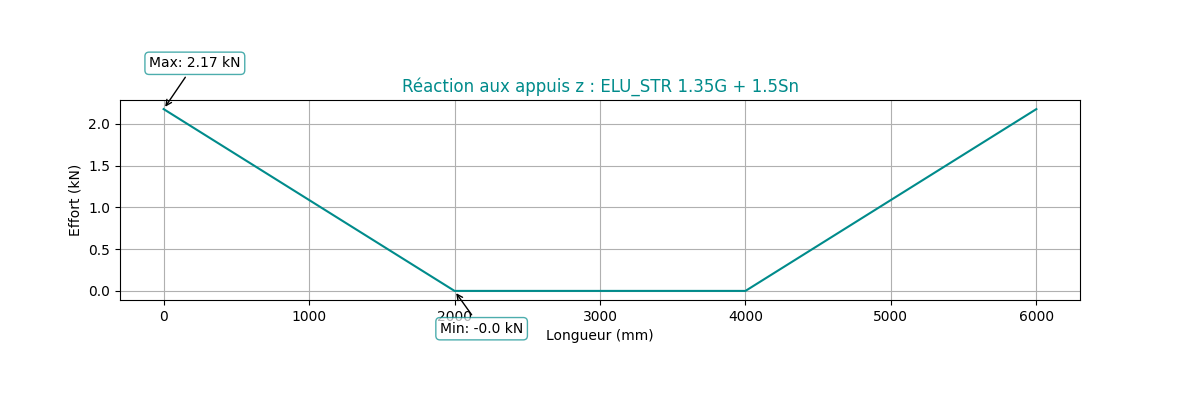 Max: 2.17 kN
Réaction aux appuis z : ELU_STR 1.35G + 1.5Sn
Effort (kN)
2.0
1.5
1.0
0.5
0.0
0 1000 2000 3000 4000 5000 6000
Min: -0.0 kN
Longueur (mm)